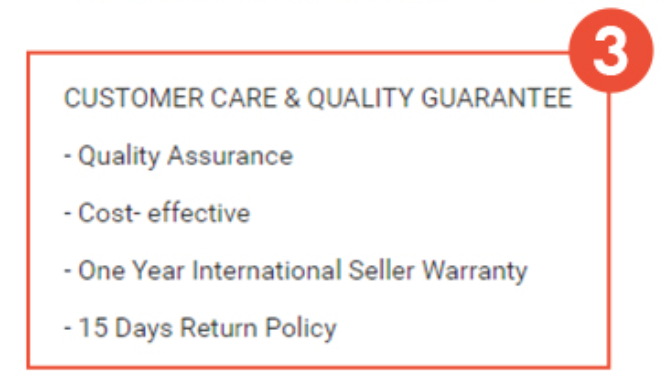 3
CUSTOMER CARE & QUALITY GUARANTEE
- Quality Assurance
- Cost- effective
- One Year International Seller Warranty
- 15 Days Return Policy